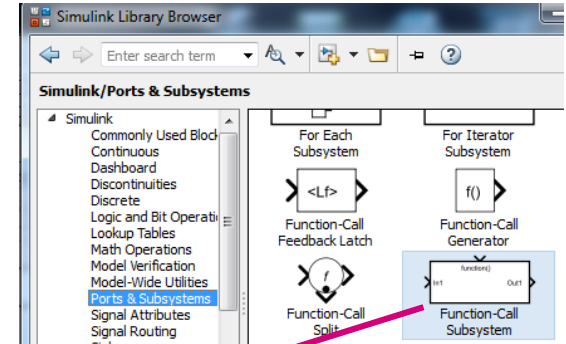 Simulink Library Browser
Enter search term
Simulink/Ports & Subsystems
Simulink
Commonly Used Block
Continuous
Dashboard
Discontinuities
Discrete
Logic and Bit Operati
Lookup Tables
Math Operations
Model Verification
Model-Wide Utilities
Ports & Subsystems
Signal Attributes
Signal Routing
For Each
Subsystem
For Iterator
Subsystem
<Lf>
Function-Call
Feedback Latch
f()
Function-Call
Generator
f
Function-Call
Split
function()
In1
Out1
Function-Call
Subsystem